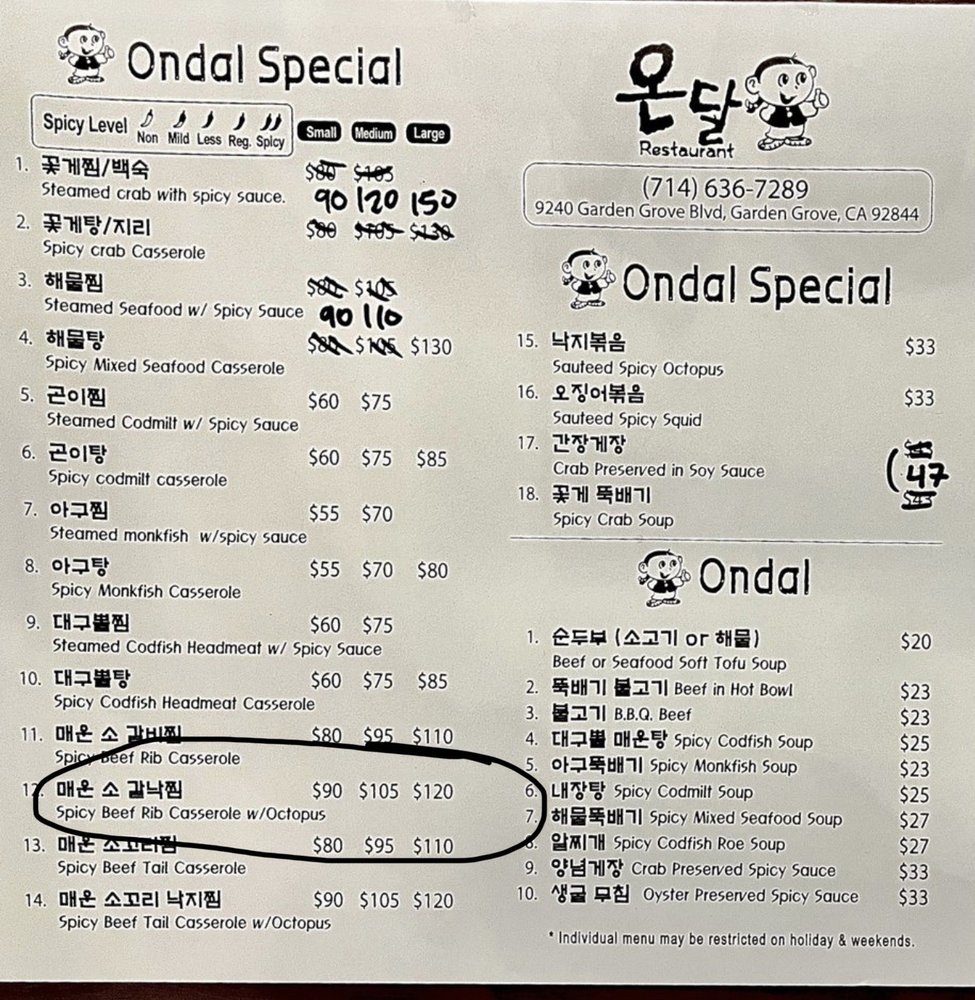 Ondal Special
Spicy Level Non Mild Less Reg. Spicy Small Medium Large
1. 꽃게찜/백숙 $80 $105
Steamed crab with spicy sauce. 90 120 150
2. 꽃게탕/지리 $80 $105 $130
Spicy crab Casserole
3. 해물찜 $80 $105
Steamed Seafood w/ Spicy Sauce 90 110
4. 해물탕 $80 $105 $130
Spicy Mixed Seafood Casserole
5. 곤이찜 $60 $75
Steamed Codmilt w/ Spicy Sauce
6. 곤이탕 $60 $75 $85
Spicy codmilt casserole
7. 아구찜 $55 $70
Steamed monkfish w/spicy sauce
8. 아구탕 $55 $70 $80
Spicy Monkfish Casserole
9. 대구뽈찜 $60 $75
Steamed Codfish Headmeat w/ Spicy Sauce
10. 대구뽈탕 $60 $75 $85
Spicy Codfish Headmeat Casserole
11. 매운 소 갈비찜 $80 $95 $110
Spicy Beef Rib Casserole
12. 매운 소 갈낙찜 $90 $105 $120
Spicy Beef Rib Casserole w/Octopus
13. 매운 소꼬리찜 $80 $95 $110
Spicy Beef Tail Casserole
14. 매운 소꼬리 낙지찜 $90 $105 $120
Spicy Beef Tail Casserole w/Octopus
온달
Restaurant
(714) 636-7289
9240 Garden Grove Blvd, Garden Grove, CA 92844
Ondal Special
15. 낙지볶음 $33
Sauteed Spicy Octopus
16. 오징어볶음 $33
Sauteed Spicy Squid
17. 간장게장
Crab Preserved in Soy Sauce 47
18. 꽃게 뚝배기 $43
Spicy Crab Soup
Ondal
1. 순두부 (소고기 or 해물) $20
Beef or Seafood Soft Tofu Soup
2. 뚝배기 불고기 Beef in Hot Bowl $23
3. 불고기 B.B.Q. Beef $23
4. 대구뽈 매운탕 Spicy Codfish Soup $25
5. 아구뚝배기 Spicy Monkfish Soup $23
6. 내장탕 Spicy Codmilt Soup $25
7. 해물뚝배기 Spicy Mixed Seafood Soup $27
8. 알찌개 Spicy Codfish Roe Soup $27
9. 양념게장 Crab Preserved Spicy Sauce $33
10. 생굴 무침 Oyster Preserved Spicy Sauce $33
* Individual menu may be restricted on holiday & weekends.